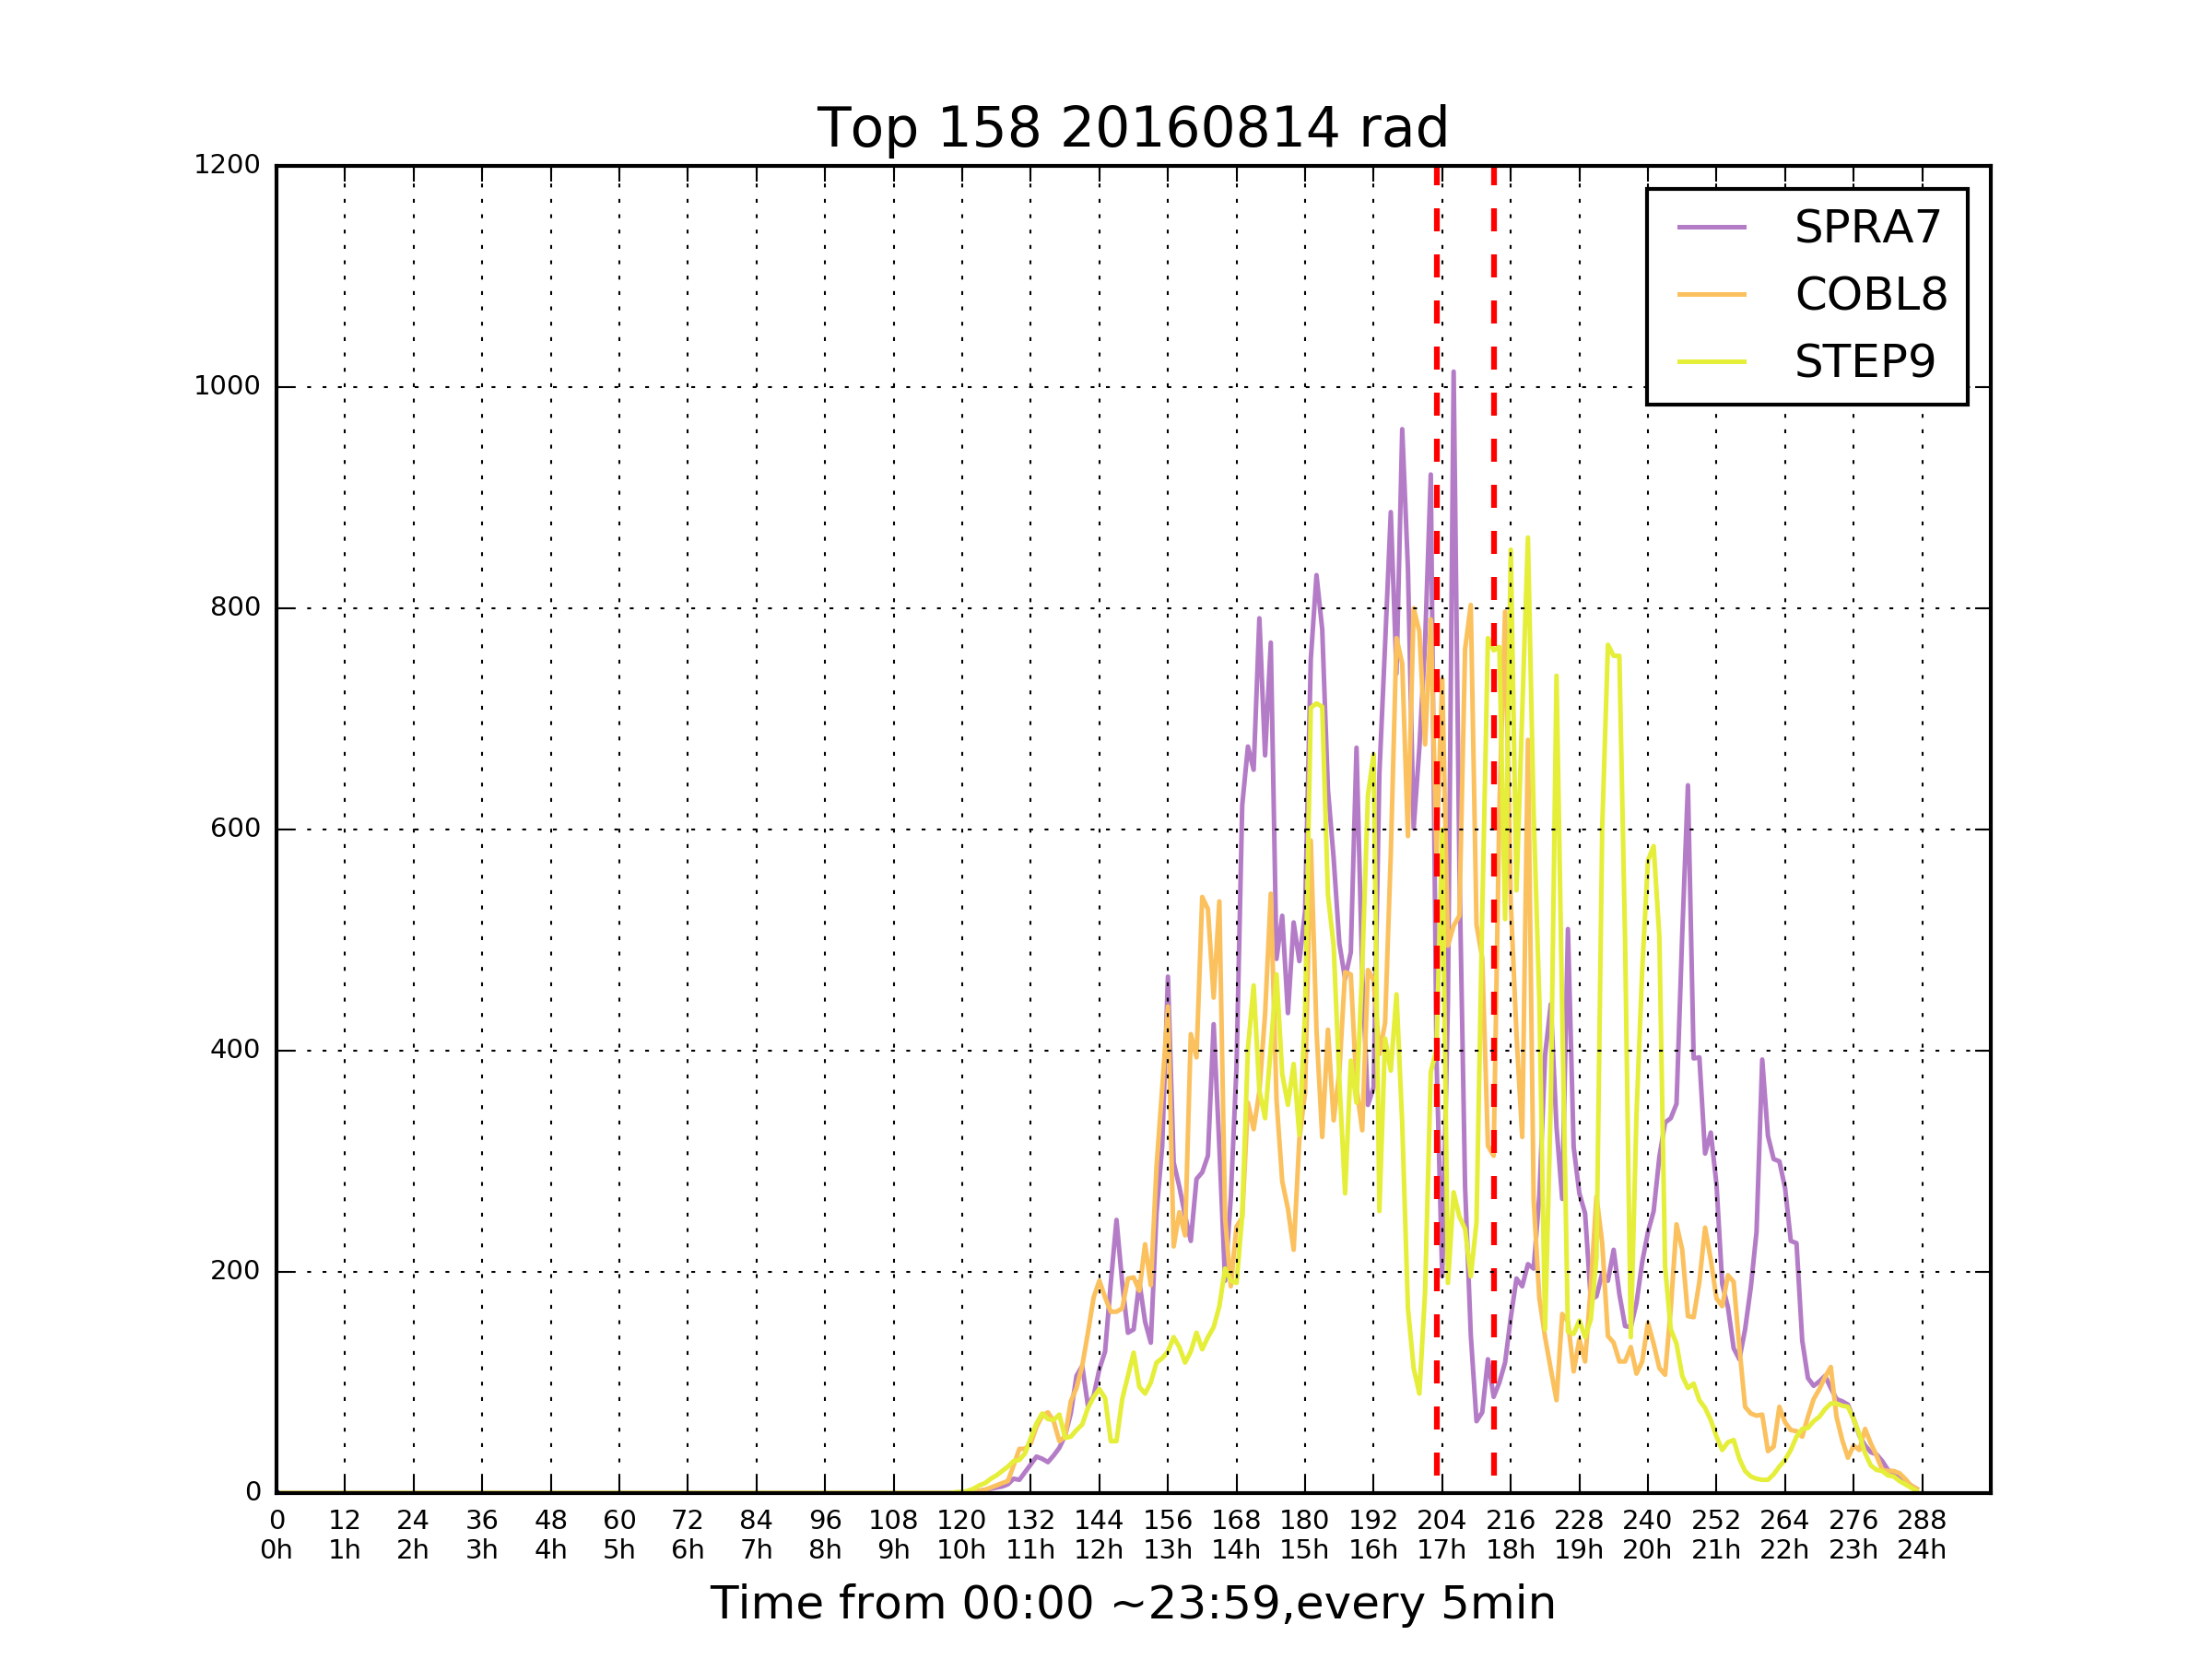 Top 158 20160814 rad
1200
1000
800
600
400
200
0
SPRA7
COBL8
STEP9
0 12 24 36 48 60 72 84 96 108 120 132 144 156 168 180 192 204 216 228 240 252 264 276 288
0h 1h 2h 3h 4h 5h 6h 7h 8h 9h 10h 11h 12h 13h 14h 15h 16h 17h 18h 19h 20h 21h 22h 23h 24h
Time from 00:00 ~23:59,every 5min